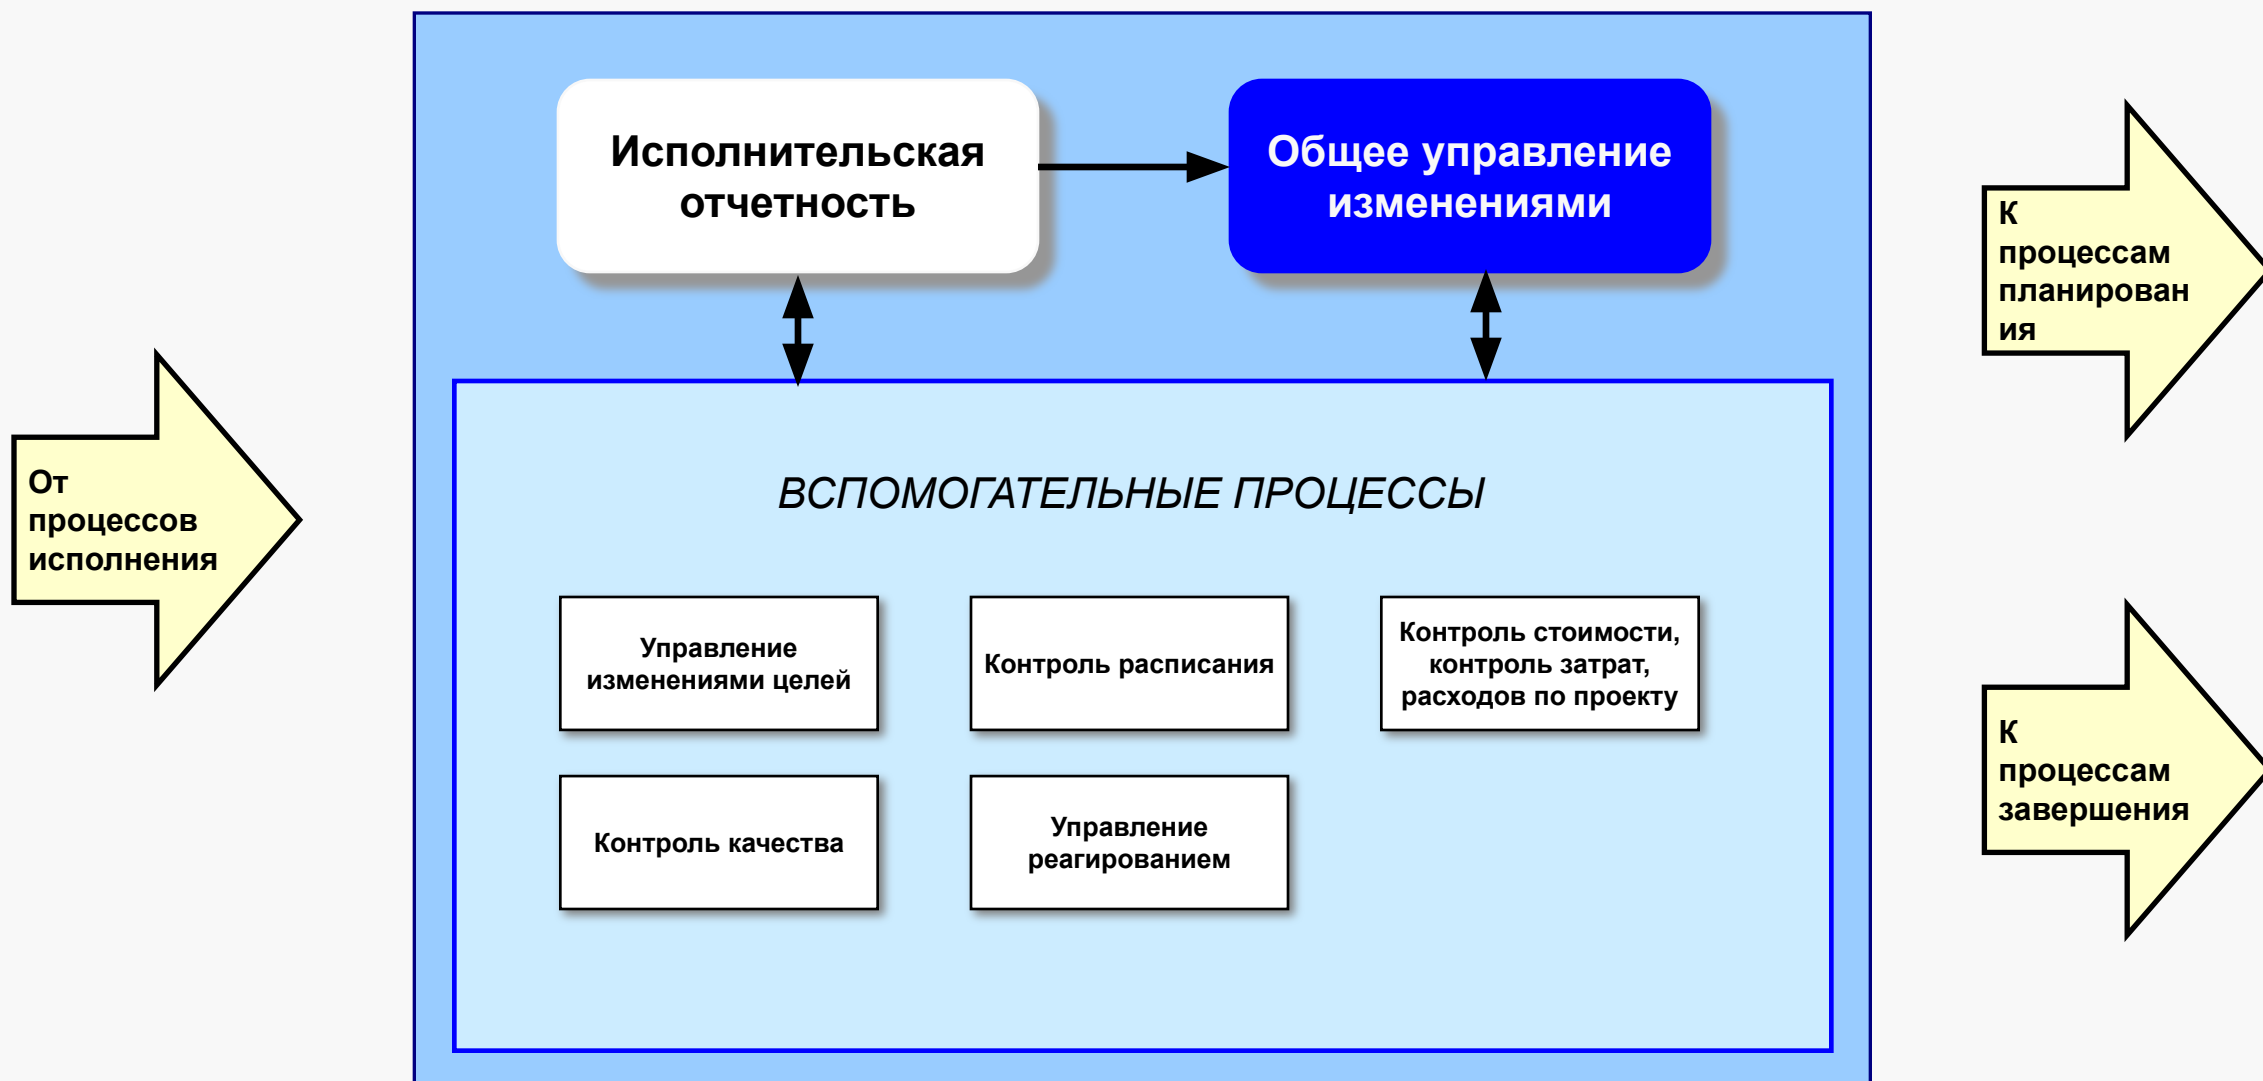 Исполнительская
отчетность
Общее управление
изменениями
К
процессам
планирован
ия
От
процессов
исполнения
ВСПОМОГАТЕЛЬНЫЕ ПРОЦЕССЫ
Управление
изменениями целей
Контроль расписания
Контроль стоимости,
контроль затрат,
расходов по проекту
Контроль качества
Управление
реагированием
К
процессам
завершения